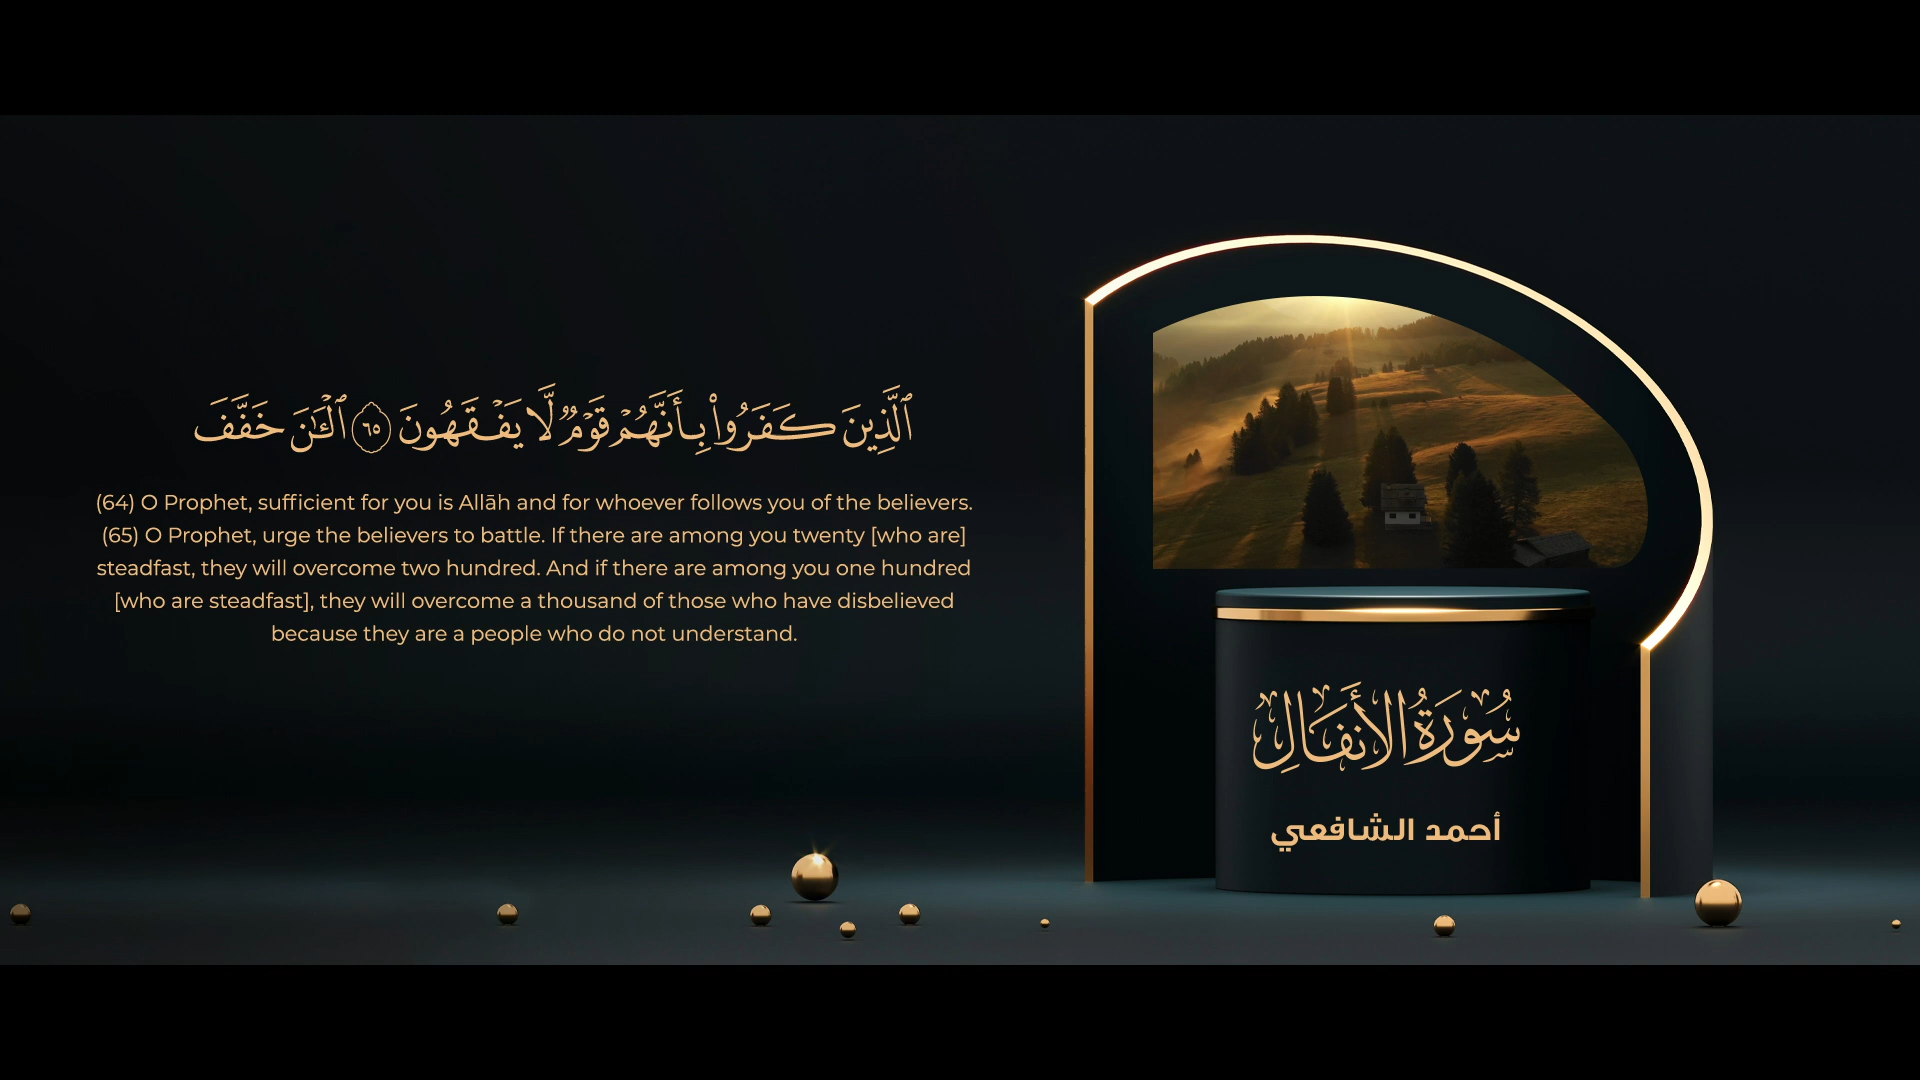 ٱلَّذِينَ كَفَرُوا۟ بِأَنَّهُمْ قَوْمٌ لَّا يَفْقَهُونَ ٦٥ ٱلْـَٰٔنَ خَفَّفَ
(64) O Prophet, sufficient for you is Allāh and for whoever follows you of the believers.
(65) O Prophet, urge the believers to battle. If there are among you twenty [who are]
steadfast, they will overcome two hundred. And if there are among you one hundred
[who are steadfast], they will overcome a thousand of those who have disbelieved
because they are a people who do not understand.
سُورَةُ الأَنفَالِ
أحمد الشافعي